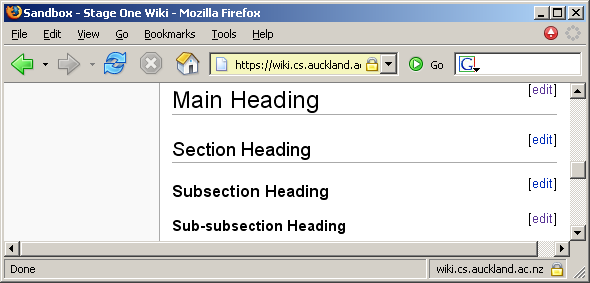 Sandbox - Stage One Wiki - Mozilla Firefox
File Edit View Go Bookmarks Tools Help
https://wiki.cs.auckland.ac Go G
Main Heading [edit]
Section Heading [edit]
Subsection Heading [edit]
Sub-subsection Heading [edit]
Done wiki.cs.auckland.ac.nz